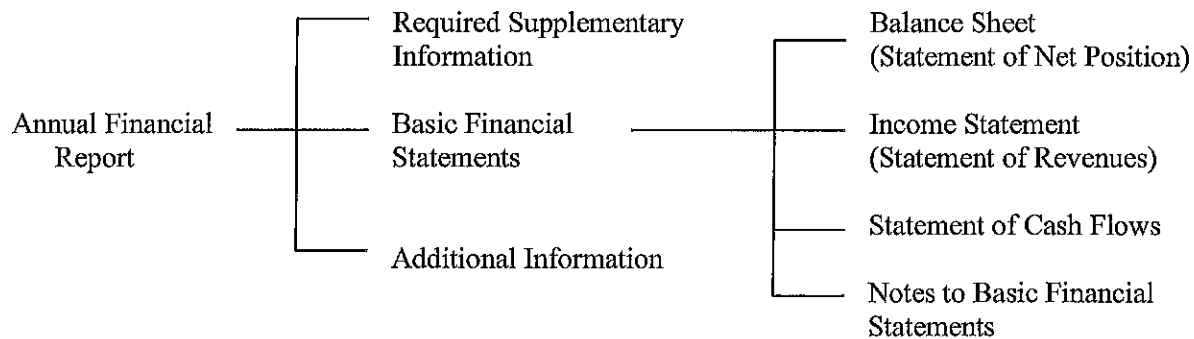 Annual Financial
Report
Required Supplementary
Information
Basic Financial
Statements
Additional Information
Balance Sheet
(Statement of Net Position)
Income Statement
(Statement of Revenues)
Statement of Cash Flows
Notes to Basic Financial
Statements